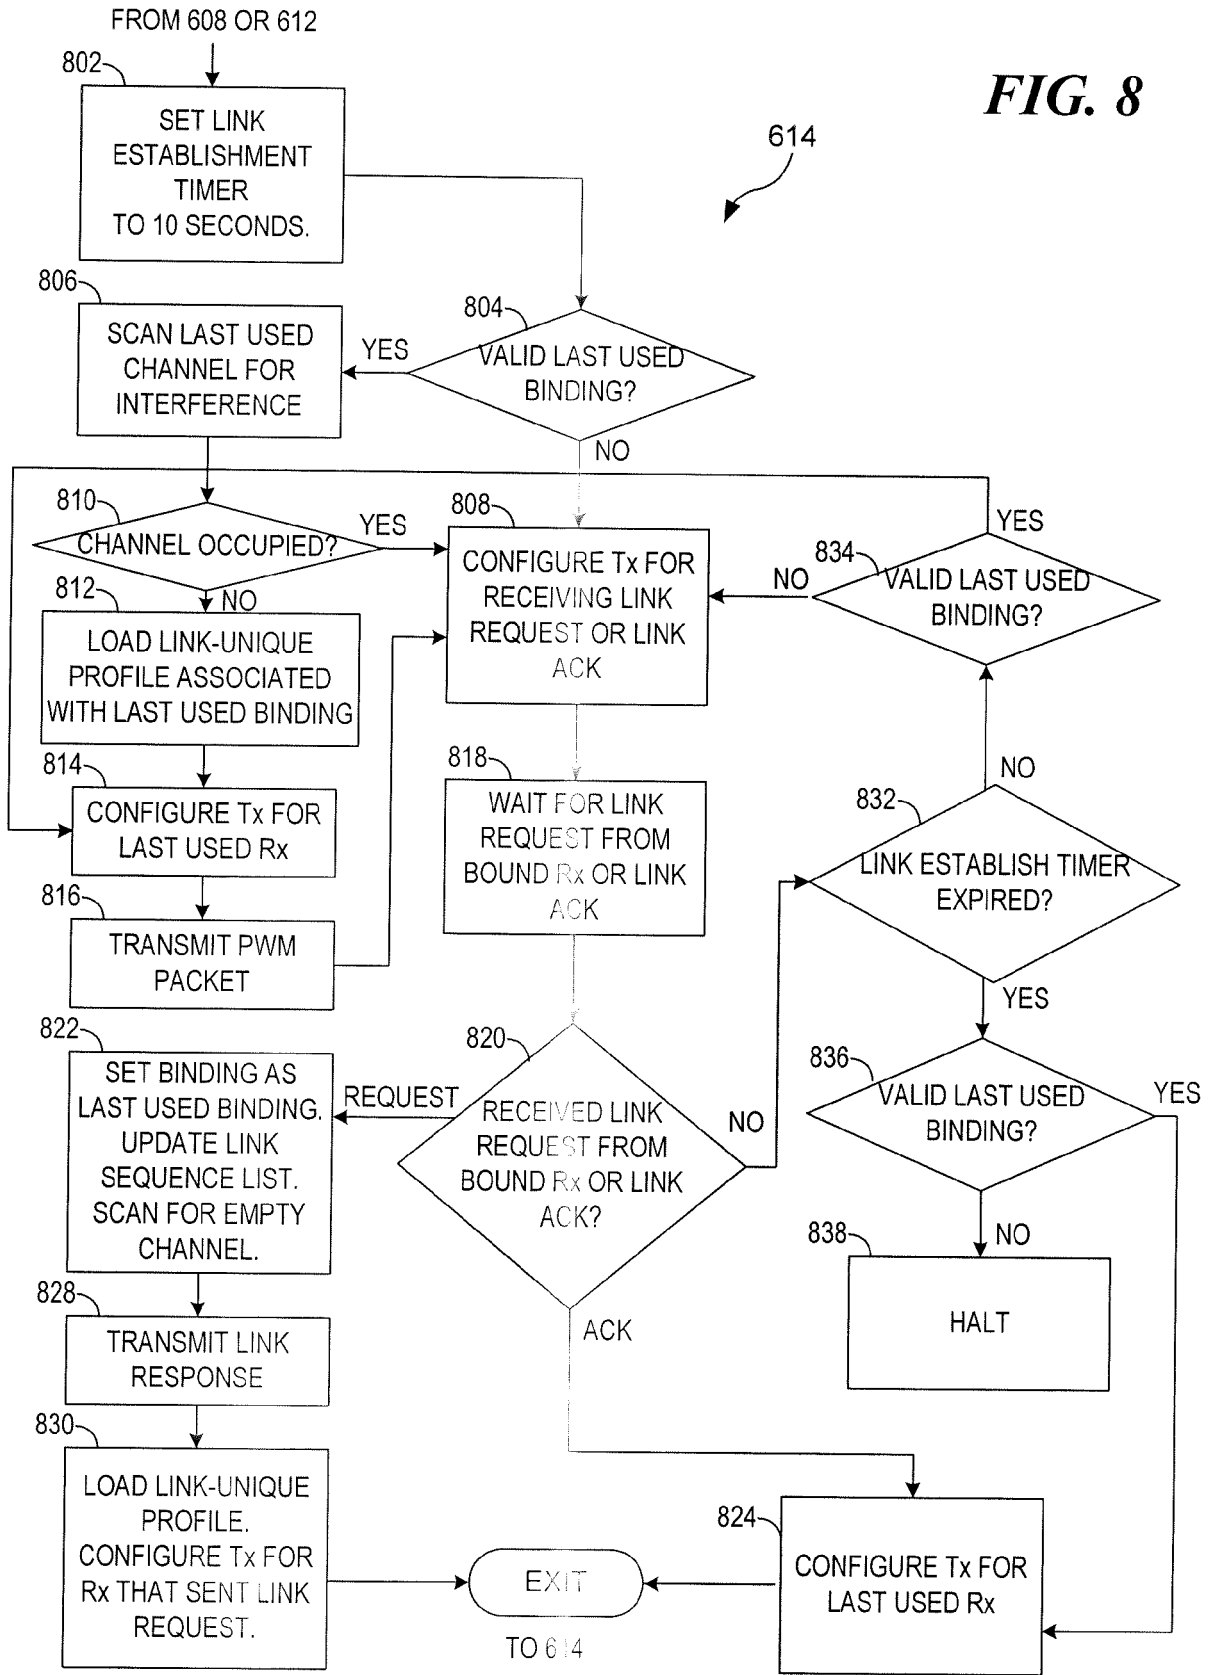 FROM 608 OR 612
FIG. 8
614
802
SET LINK
ESTABLISHMENT
TIMER
TO 10 SECONDS.
804
VALID LAST USED
BINDING?
YES
NO
806
SCAN LAST USED
CHANNEL FOR
INTERFERENCE
810
CHANNEL OCCUPIED?
YES
NO
808
CONFIGURE Tx FOR
RECEIVING LINK
REQUEST OR LINK
ACK
834
VALID LAST USED
BINDING?
YES
NO
812
LOAD LINK-UNIQUE
PROFILE ASSOCIATED
WITH LAST USED BINDING
814
CONFIGURE Tx FOR
LAST USED Rx
816
TRANSMIT PWM
PACKET
818
WAIT FOR LINK
REQUEST FROM
BOUND Rx OR LINK
ACK
832
LINK ESTABLISH TIMER
EXPIRED?
NO
YES
820
RECEIVED LINK
REQUEST FROM
BOUND Rx OR LINK
ACK?
REQUEST
NO
ACK
822
SET BINDING AS
LAST USED BINDING.
UPDATE LINK
SEQUENCE LIST.
SCAN FOR EMPTY
CHANNEL.
836
VALID LAST USED
BINDING?
YES
NO
838
HALT
828
TRANSMIT LINK
RESPONSE
830
LOAD LINK-UNIQUE
PROFILE.
CONFIGURE Tx FOR
Rx THAT SENT LINK
REQUEST.
824
CONFIGURE Tx FOR
LAST USED Rx
EXIT
TO 614